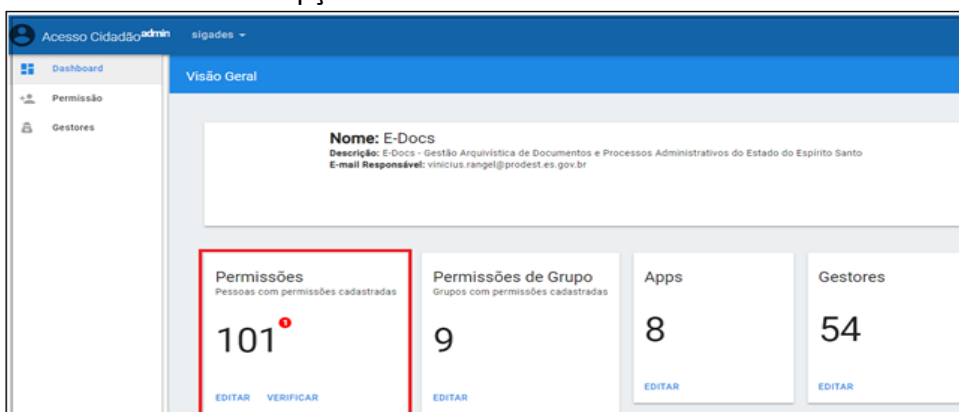 Acesso Cidadão admin sigades
Dashboard
Permissão
Gestores
Visão Geral
Nome: E-Docs
Descrição: E-Docs - Gestão Arquivística de Documentos e Processos Administrativos do Estado do Espírito Santo
E-mail Responsável: vinicius.rangel@prodest.es.gov.br
Permissões
Pessoas com permissões cadastradas
101
1
EDITAR VERIFICAR
Permissões de Grupo
Grupos com permissões cadastradas
9
EDITAR
Apps
8
EDITAR
Gestores
54
EDITAR